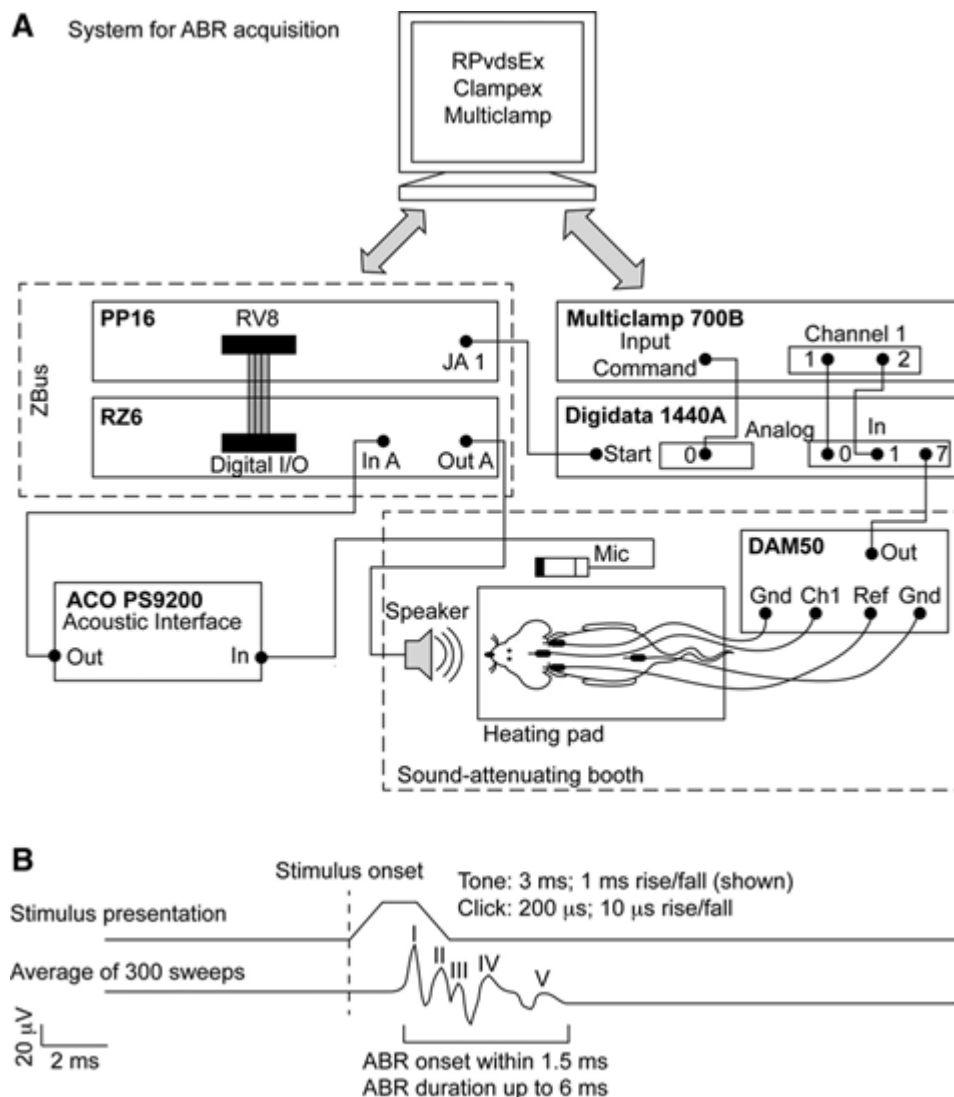 A System for ABR acquisition
RPvdsEx
Clampex
Multiclamp
ZBus
PP16
RV8
JA 1
RZ6
Digital I/O
In A
Out A
Multiclamp 700B
Input
Command
Channel 1
1 2
Digidata 1440A
Start
0
Analog
In
0 1 7
ACO PS9200
Acoustic Interface
Out
In
Mic
Speaker
DAM50
Out
Gnd Ch1 Ref Gnd
Heating pad
Sound-attenuating booth
B
Stimulus onset
Tone: 3 ms; 1 ms rise/fall (shown)
Click: 200 μs; 10 μs rise/fall
Stimulus presentation
Average of 300 sweeps
I II III IV V
20 μV
2 ms
ABR onset within 1.5 ms
ABR duration up to 6 ms